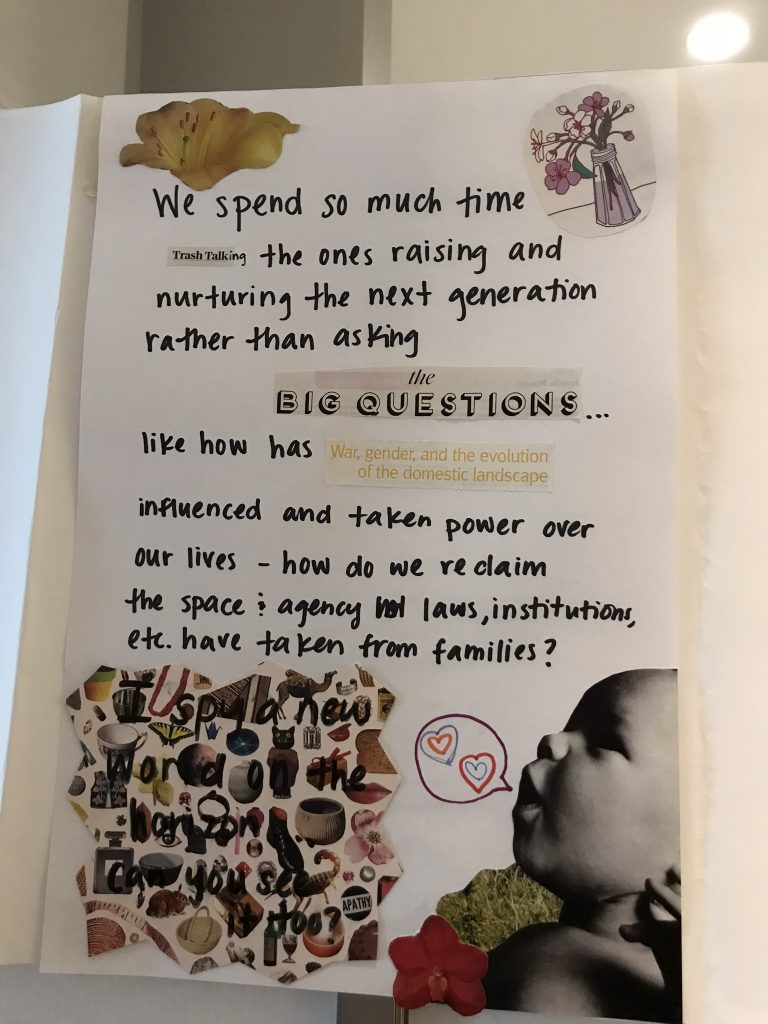 We spend so much time
Trash Talking the ones raising and
nurturing the next generation
rather than asking
the
BIG QUESTIONS...
like how has War, gender, and the evolution
of the domestic landscape
influenced and taken power over
our lives - how do we reclaim
the space & agency laws, institutions,
etc. have taken from families?
I spy a new
world on the
horizon
can you see
it too?
APATHY